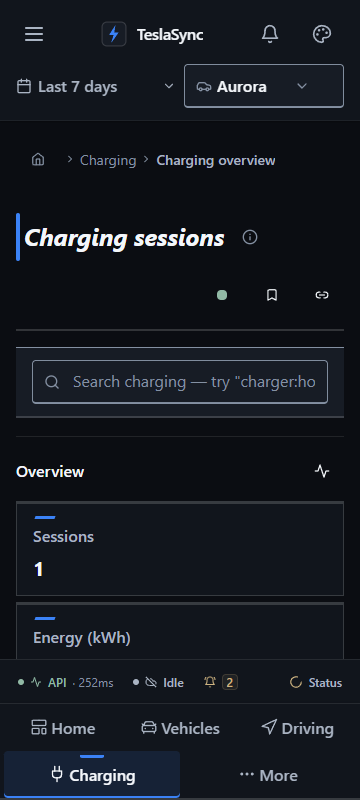 TeslaSync
Last 7 days
Aurora
Charging
Charging overview
Charging sessions
Search charging — try "charger:ho
Overview
Sessions
1
Energy (kWh)
API · 252ms
Idle
2
Status
Home
Vehicles
Driving
Charging
More